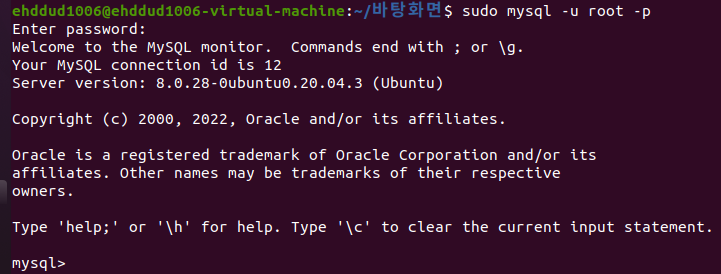 ehddud1006@ehddud1006-virtual-machine:~/바탕화면$ sudo mysql -u root -p
Enter password:
Welcome to the MySQL monitor.  Commands end with ; or \g.
Your MySQL connection id is 12
Server version: 8.0.28-0ubuntu0.20.04.3 (Ubuntu)

Copyright (c) 2000, 2022, Oracle and/or its affiliates.

Oracle is a registered trademark of Oracle Corporation and/or its
affiliates. Other names may be trademarks of their respective
owners.

Type 'help;' or '\h' for help. Type '\c' to clear the current input statement.

mysql>